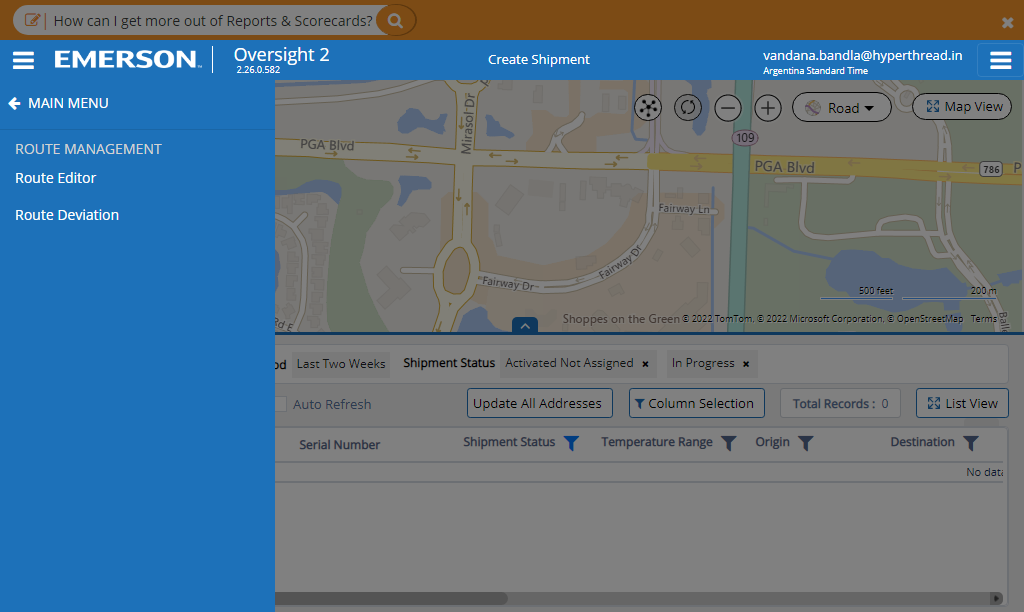 How can I get more out of Reports & Scorecards?
EMERSON
Oversight 2
2.26.0.582
Create Shipment
vandana.bandla@hyperthread.in
Argentina Standard Time
MAIN MENU
ROUTE MANAGEMENT
Route Editor
Route Deviation
Mirasol Dr
PGA Blvd
109
PGA Blvd
786
P
Road
Map View
Fairway Ln
Fairway Dr
Fairway Dr
Rd E
Balle
500 feet
200 m
Shoppes on the Green
© 2022 TomTom, © 2022 Microsoft Corporation, © OpenStreetMap Terms
od
Last Two Weeks
Shipment Status
Activated Not Assigned ×
In Progress ×
Auto Refresh
Update All Addresses
Column Selection
Total Records : 0
List View
Serial Number
Shipment Status
Temperature Range
Origin
Destination
No data